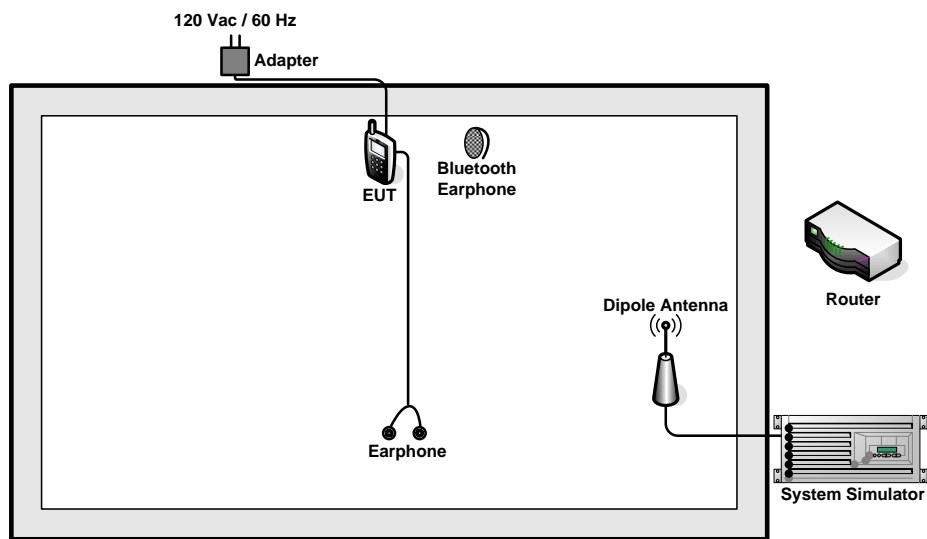 120 Vac / 60 Hz
Adapter
Bluetooth
Earphone
EUT
Router
Dipole Antenna
Earphone
System Simulator